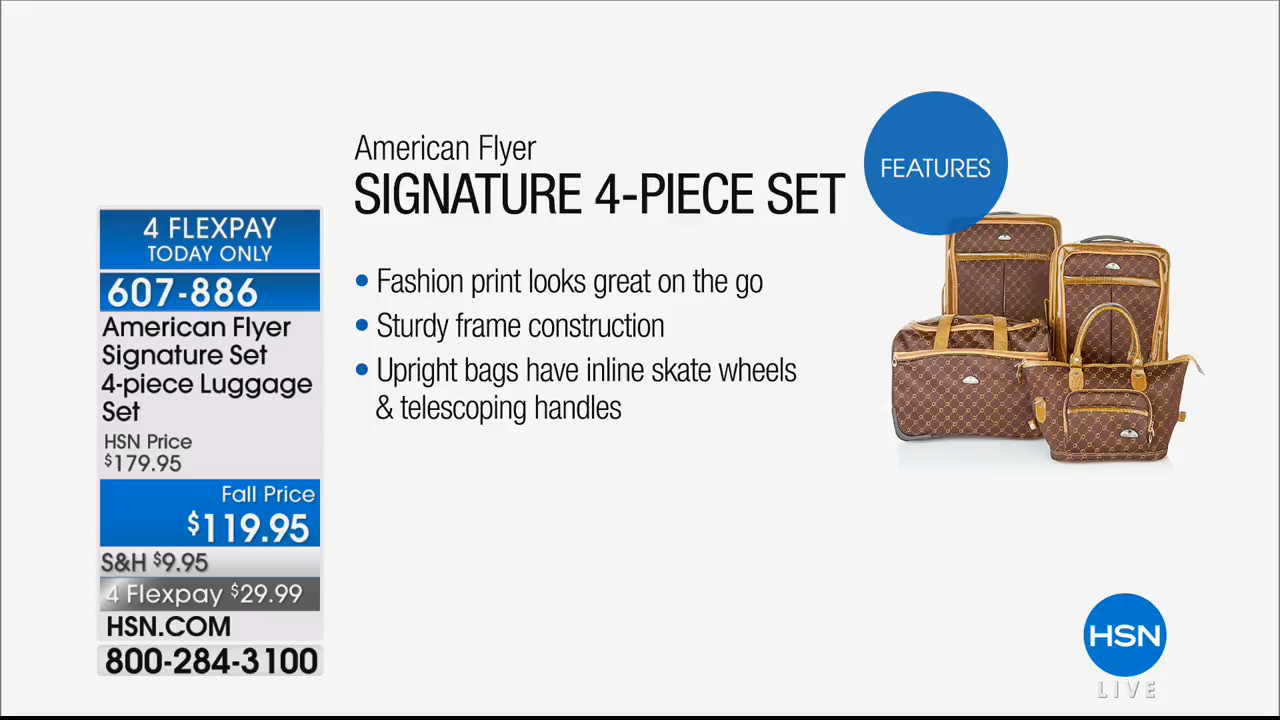 American Flyer
SIGNATURE 4-PIECE SET
FEATURES
• Fashion print looks great on the go
• Sturdy frame construction
• Upright bags have inline skate wheels
& telescoping handles
4 FLEXPAY
TODAY ONLY
607-886
American Flyer
Signature Set
4-piece Luggage
Set
HSN Price
$179.95
Fall Price
$119.95
S&H $9.95
4 Flexpay $29.99
HSN.COM
800-284-3100
HSN
LIVE